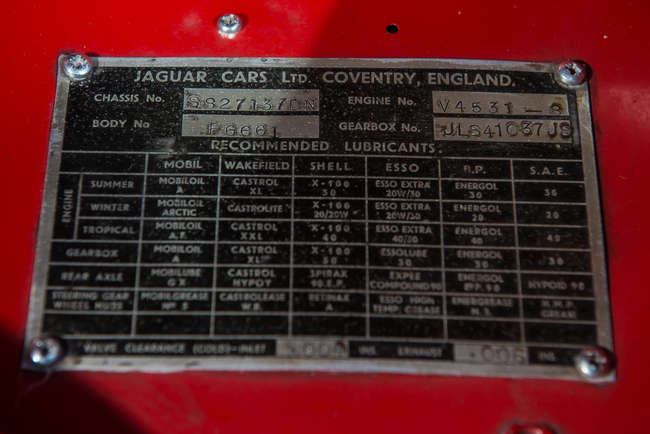 JAGUAR CARS LTD. COVENTRY, ENGLAND.
CHASSIS No. S827137DN ENGINE No. V4531-8
BODY No P6661 GEARBOX No. JLS41037JS
RECOMMENDED LUBRICANTS.
MOBIL WAKEFIELD SHELL ESSO B.P. S.A.E.
ENGINE
SUMMER MOBILOIL A CASTROL XL X-100 30 ESSO EXTRA 20W/30 ENERGOL 30 30
WINTER MOBILOIL ARCTIC CASTROLITE X-100 20/20W ESSO EXTRA 20W/30 ENERGOL 20 20
TROPICAL MOBILOIL A.F. CASTROL XXL X-100 40 ESSO EXTRA 40/50 ENERGOL 40 40
GEARBOX MOBILOIL A CASTROL XL X-100 30 ESSOLUBE 30 ENERGOL 30 30
REAR AXLE MOBILUBE GX CASTROL HYPOY SPIRAX 90.E.P. EXPEE COMPOUND 90 ENERGOL E.P. 90 HYPOID 90
STEERING GEAR WHEEL HUBS MOBILGREASE No 5 CASTROLEASE W.B. RETINAX A ESSO HIGH TEMP. GREASE ENERGREASE N.3. H.M.P. GREASE
VALVE CLEARANCE (COLD)-INLET INS. EXHAUST .006 INS.